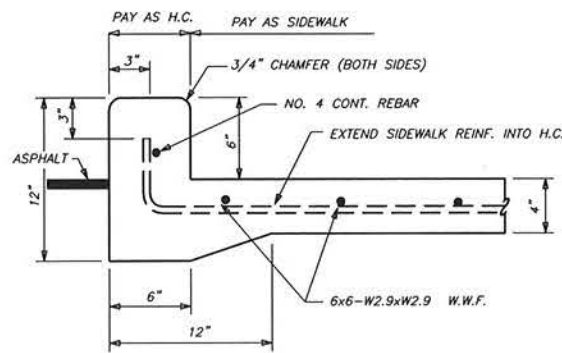 PAY AS H.C.
PAY AS SIDEWALK
3"
3/4" CHAMFER (BOTH SIDES)
NO. 4 CONT. REBAR
3"
6"
EXTEND SIDEWALK REINF. INTO H.C.
ASPHALT
12"
4"
6"
6x6-W2.9xW2.9 W.W.F.
12"